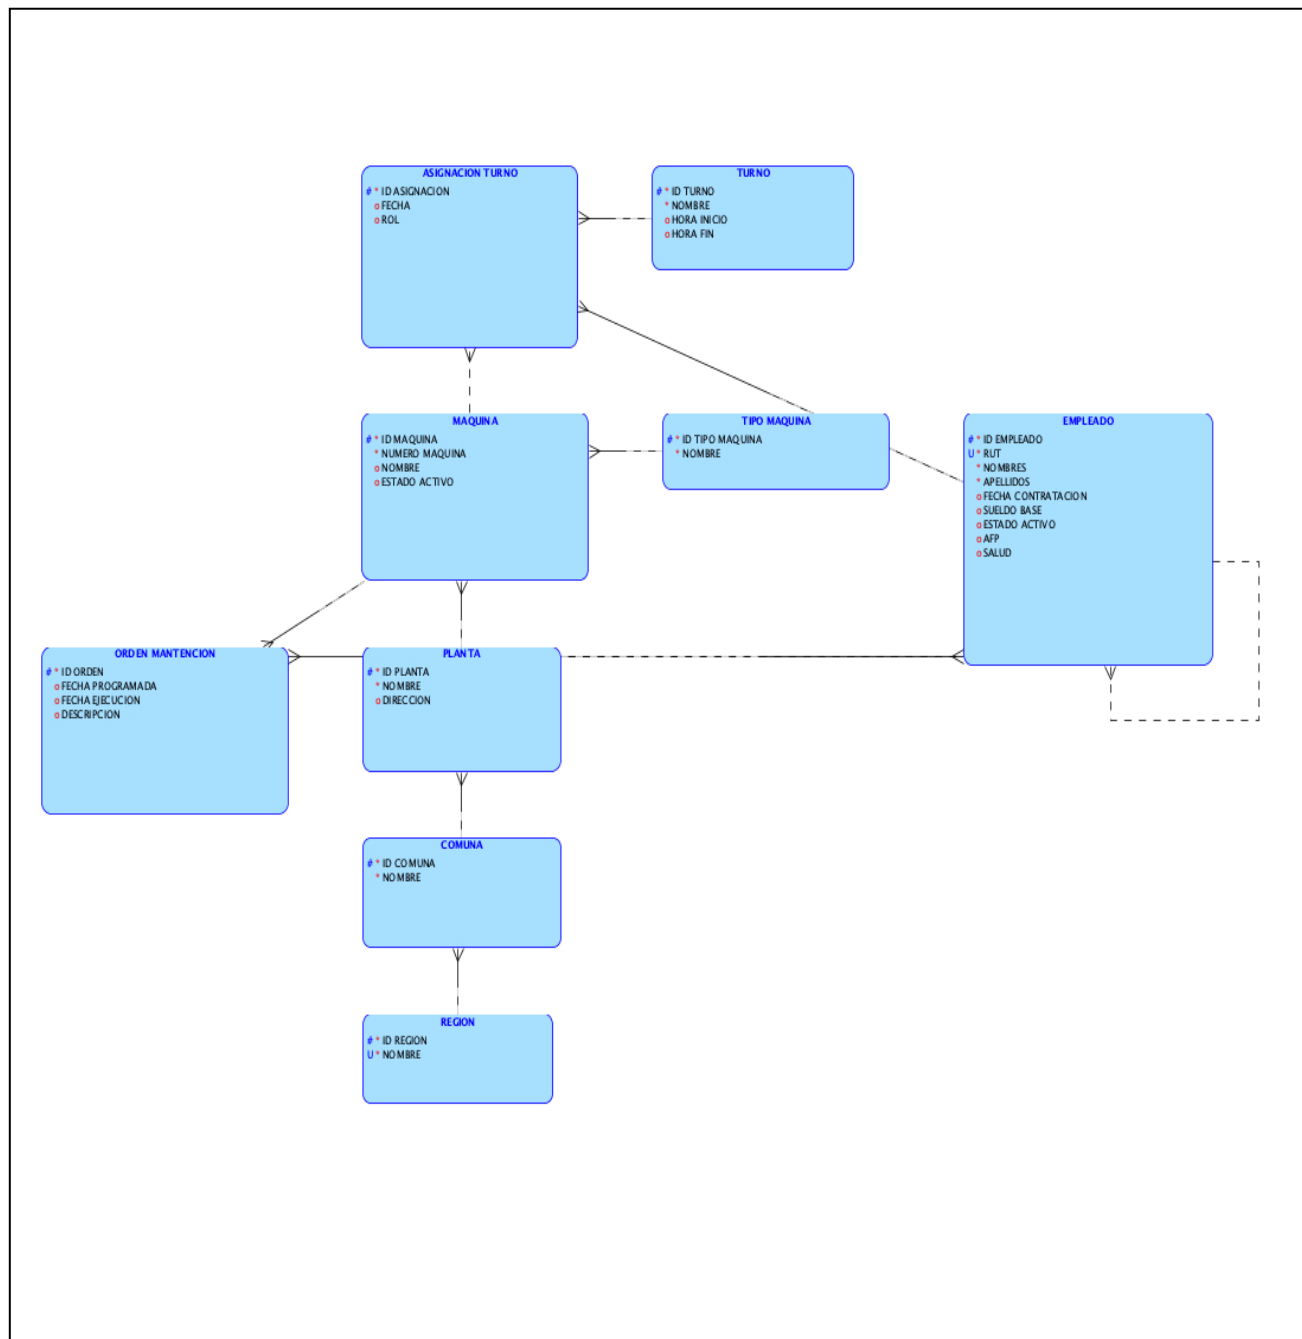 ASIGNACION TURNO
# * ID ASIGNACION
o FECHA
o ROL
TURNO
# * ID TURNO
* NOMBRE
o HORA INICIO
o HORA FIN
MAQUINA
# * ID MAQUINA
* NUMERO MAQUINA
o NOMBRE
o ESTADO ACTIVO
TIPO MAQUINA
# * ID TIPO MAQUINA
* NOMBRE
EMPLEADO
# * ID EMPLEADO
U * RUT
* NOMBRES
* APELLIDOS
o FECHA CONTRATACION
o SUELDO BASE
o ESTADO ACTIVO
o AFP
o SALUD
ORDEN MANTENCION
# * ID ORDEN
o FECHA PROGRAMADA
o FECHA EJECUCION
o DESCRIPCION
PLANTA
# * ID PLANTA
* NOMBRE
o DIRECCION
COMUNA
# * ID COMUNA
* NOMBRE
REGION
# * ID REGION
U * NOMBRE